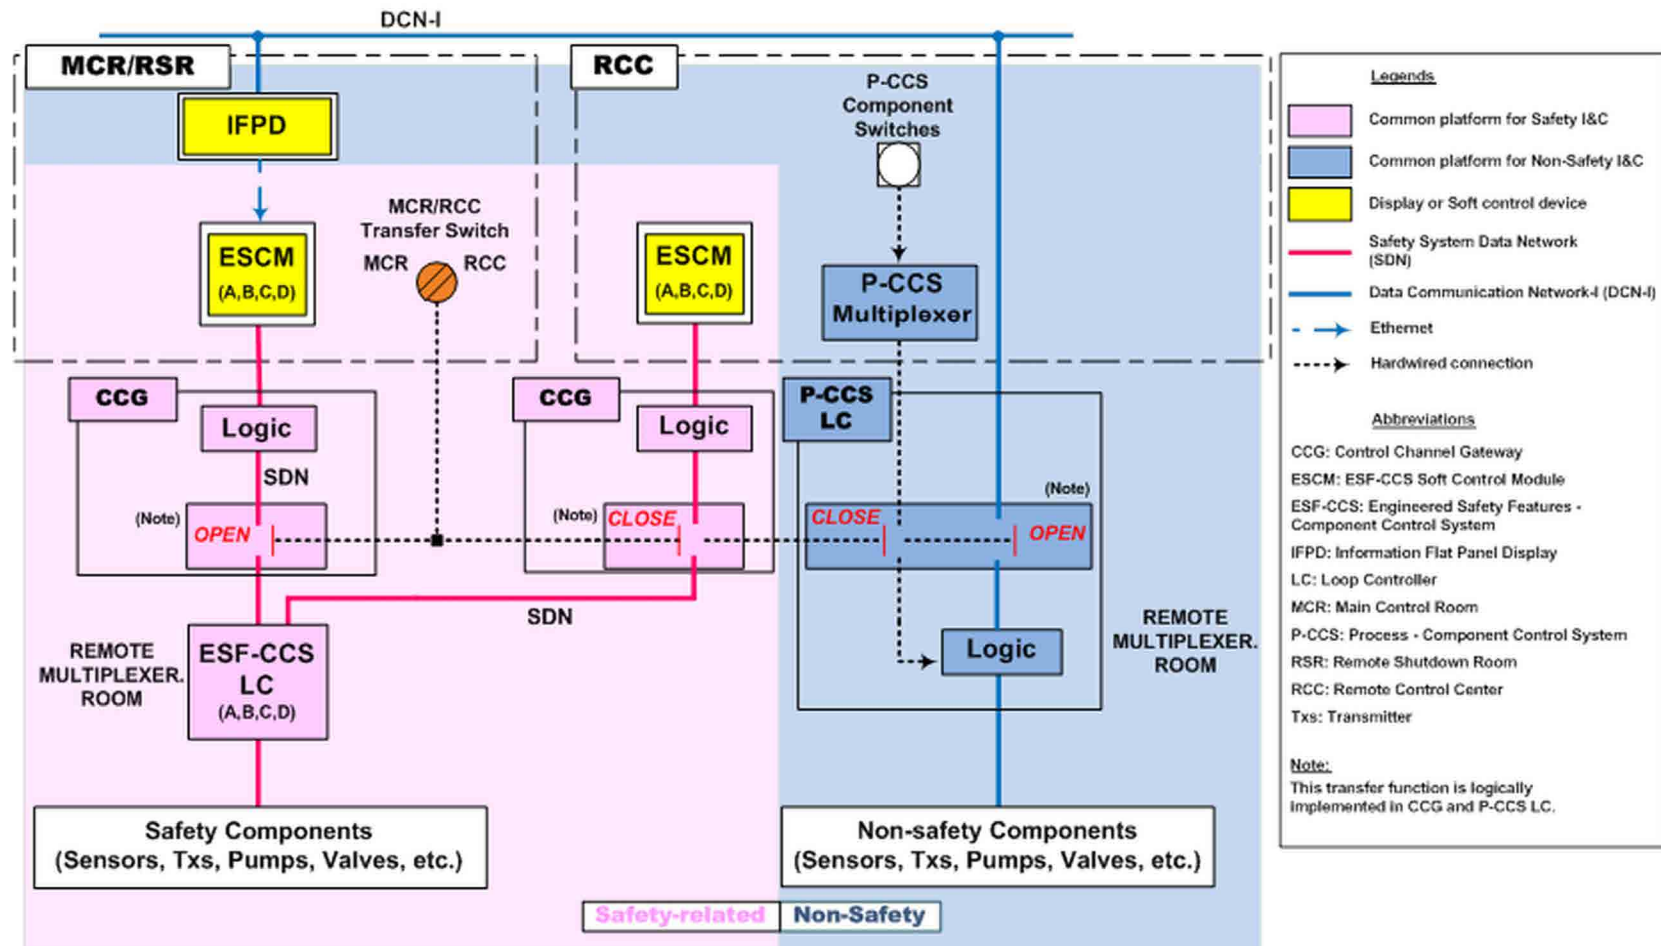 DCN-I
MCR/RSR
IFPD
ESCM
(A,B,C,D)
MCR/RCC
Transfer Switch
MCR
RCC
RCC
P-CCS
Component
Switches
ESCM
(A,B,C,D)
P-CCS
Multiplexer
CCG
Logic
SDN
(Note)
OPEN
CCG
Logic
(Note)
CLOSE
P-CCS
LC
(Note)
CLOSE
OPEN
SDN
REMOTE
MULTIPLEXER.
ROOM
ESF-CCS
LC
(A,B,C,D)
Logic
REMOTE
MULTIPLEXER.
ROOM
Safety Components
(Sensors, Txs, Pumps, Valves, etc.)
Non-safety Components
(Sensors, Txs, Pumps, Valves, etc.)
Safety-related
Non-Safety
Legends
Common platform for Safety I&C
Common platform for Non-Safety I&C
Display or Soft control device
Safety System Data Network
(SDN)
Data Communication Network-I (DCN-I)
Ethernet
Hardwired connection
Abbreviations
CCG: Control Channel Gateway
ESCM: ESF-CCS Soft Control Module
ESF-CCS: Engineered Safety Features -
Component Control System
IFPD: Information Flat Panel Display
LC: Loop Controller
MCR: Main Control Room
P-CCS: Process - Component Control System
RSR: Remote Shutdown Room
RCC: Remote Control Center
Txs: Transmitter
Note:
This transfer function is logically
implemented in CCG and P-CCS LC.